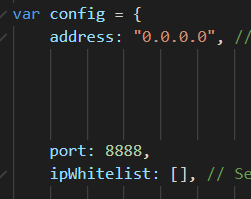 var config = {
address: "0.0.0.0", //
port: 8888,
ipWhitelist: [], // Se